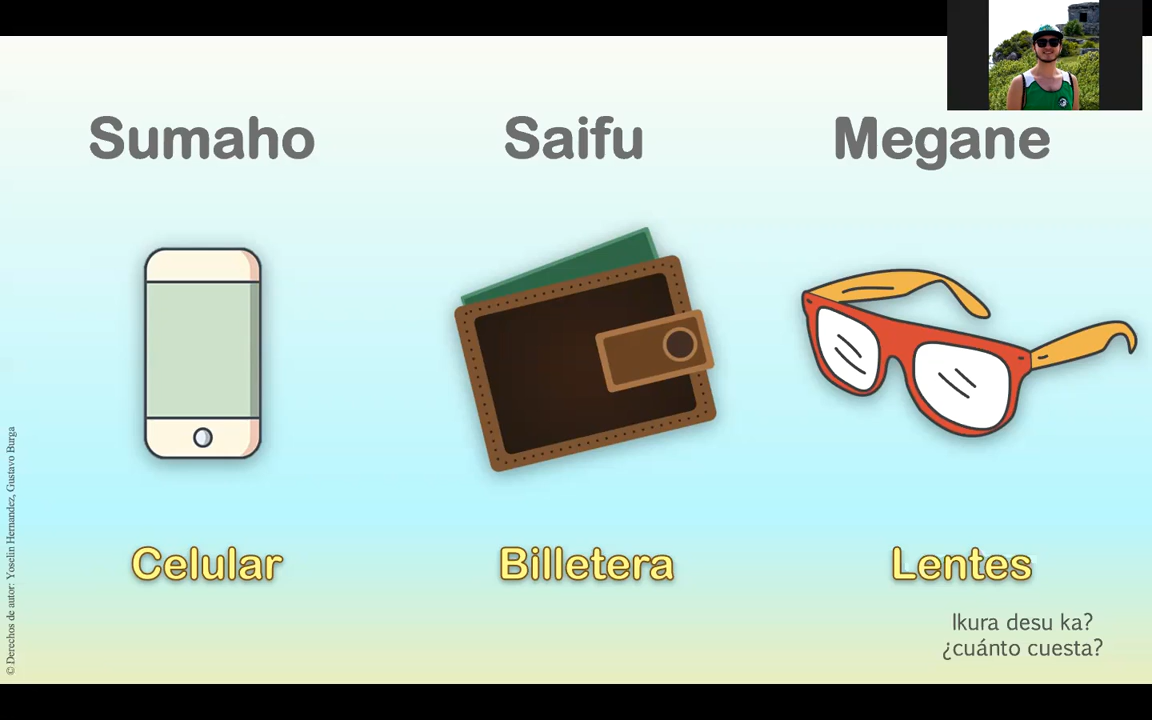 Sumaho
Saifu
Megane
Celular
Billetera
Lentes
Ikura desu ka?
¿cuánto cuesta?
© Derechos de autor: Yoselin Hernandez, Gustavo Burga